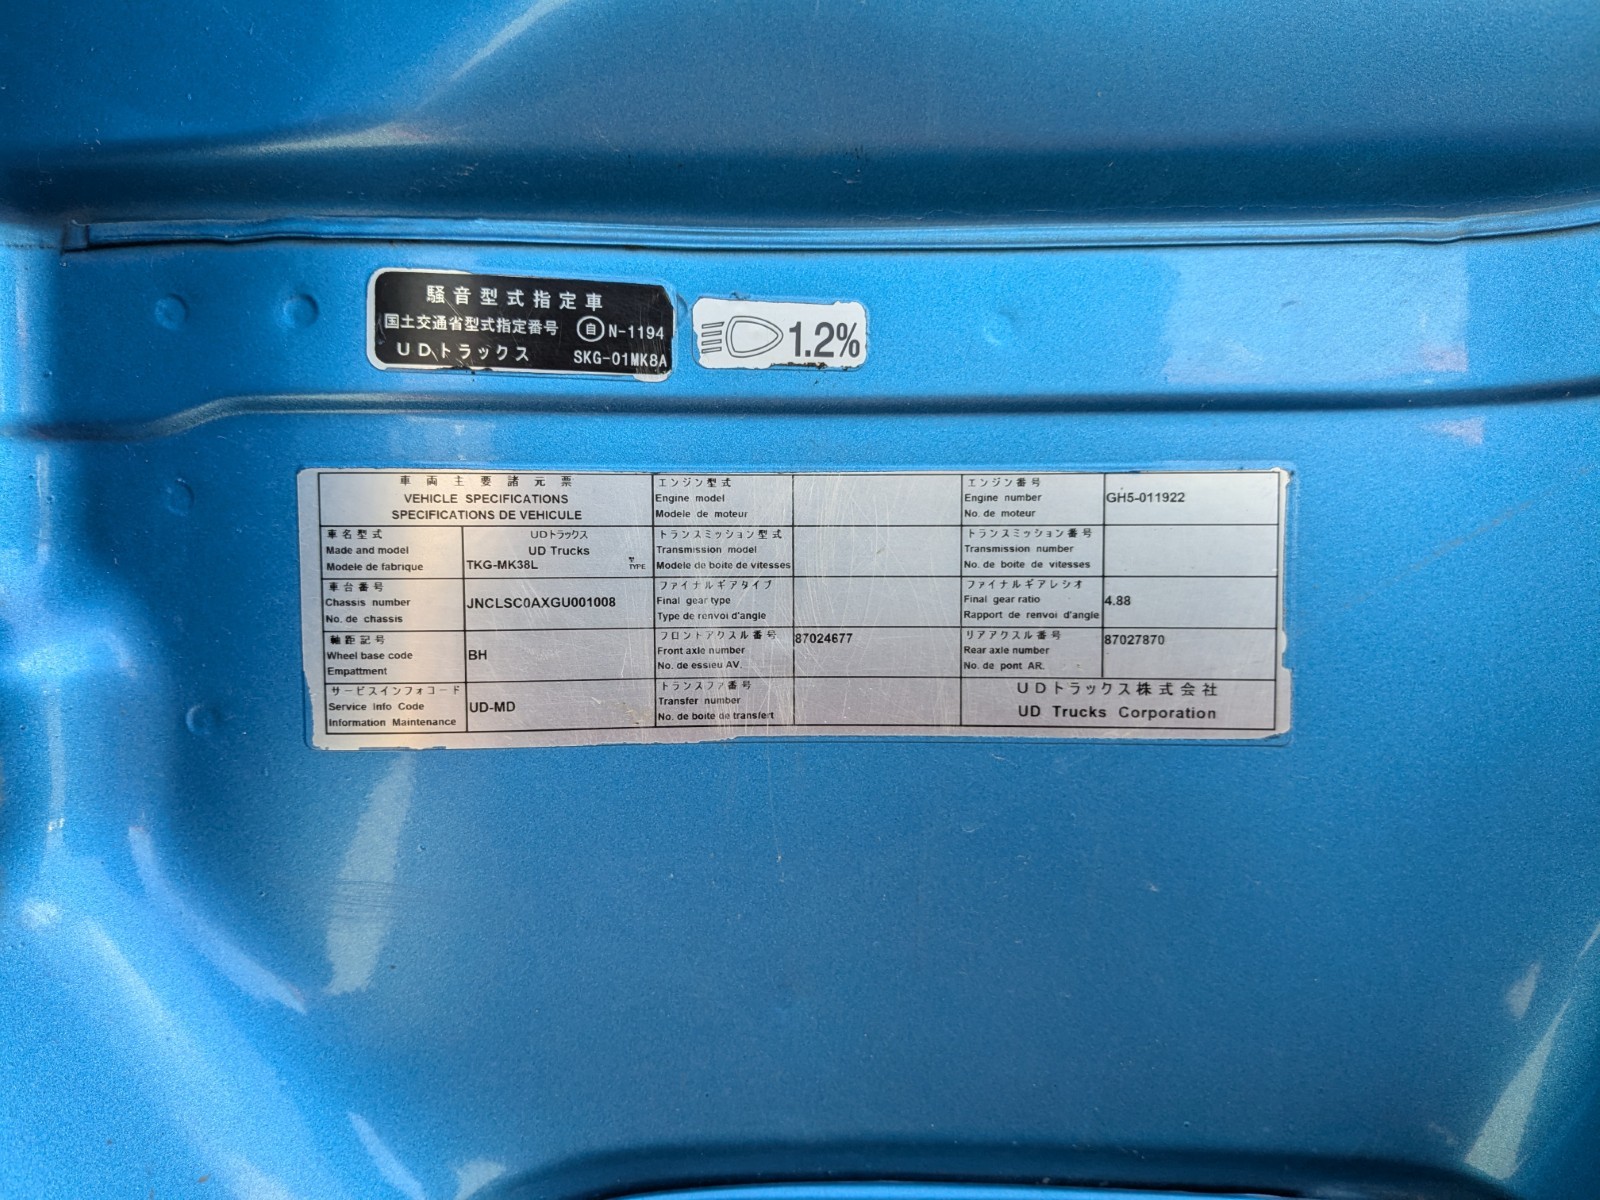 騒音型式指定車
国土交通省型式指定番号 自 N-1194
UDトラックス SKG-01MK8A
1.2%
車両主要諸元票
VEHICLE SPECIFICATIONS
SPECIFICATIONS DE VEHICULE
エンジン型式
Engine model
Modele de moteur
エンジン番号
Engine number
No. de moteur
GH5-011922
車名型式
Made and model
Modele de fabrique
UDトラックス
UD Trucks
TKG-MK38L
型
TYPE
トランスミッション型式
Transmission model
Modele de boite de vitesses
トランスミッション番号
Transmission number
No. de boite de vitesses
車台番号
Chassis number
No. de chassis
JNCLSC0AXGU001008
ファイナルギアタイプ
Final gear type
Type de renvoi d'angle
ファイナルギアレシオ
Final gear ratio
Rapport de renvoi d'angle
4.88
軸距記号
Wheel base code
Empattment
BH
フロントアクスル番号
Front axle number
No. de essieu AV.
87024677
リアアクスル番号
Rear axle number
No. de pont AR.
87027870
サービスインフォコード
Service Info Code
Information Maintenance
UD-MD
トランスファ番号
Transfer number
No. de boite de transfert
UDトラックス株式会社
UD Trucks Corporation